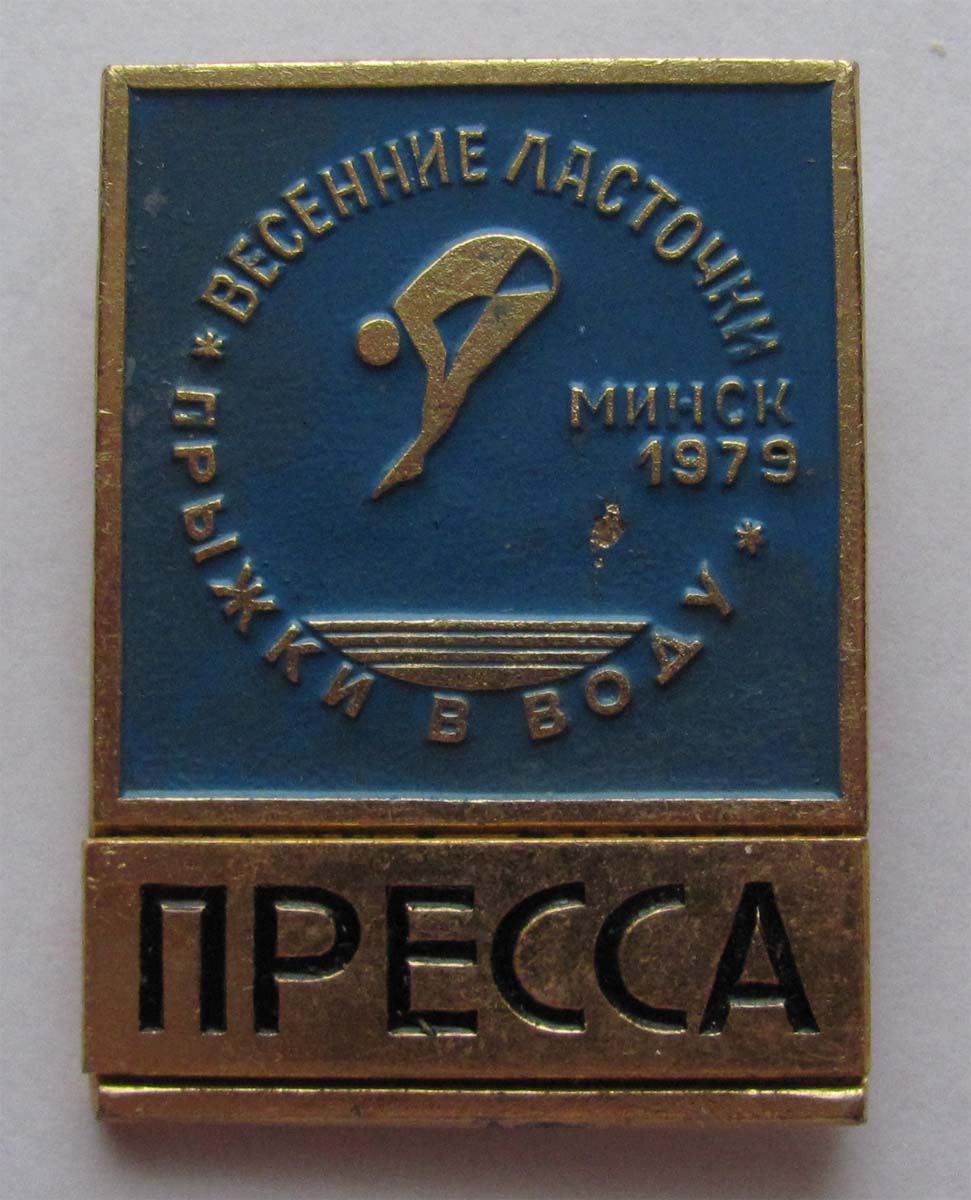 ВЕСЕННИЕ ЛАСТОЧКИ
МИНСК
1979
* ПРЫЖКИ В ВОДУ *
ПРЕССА